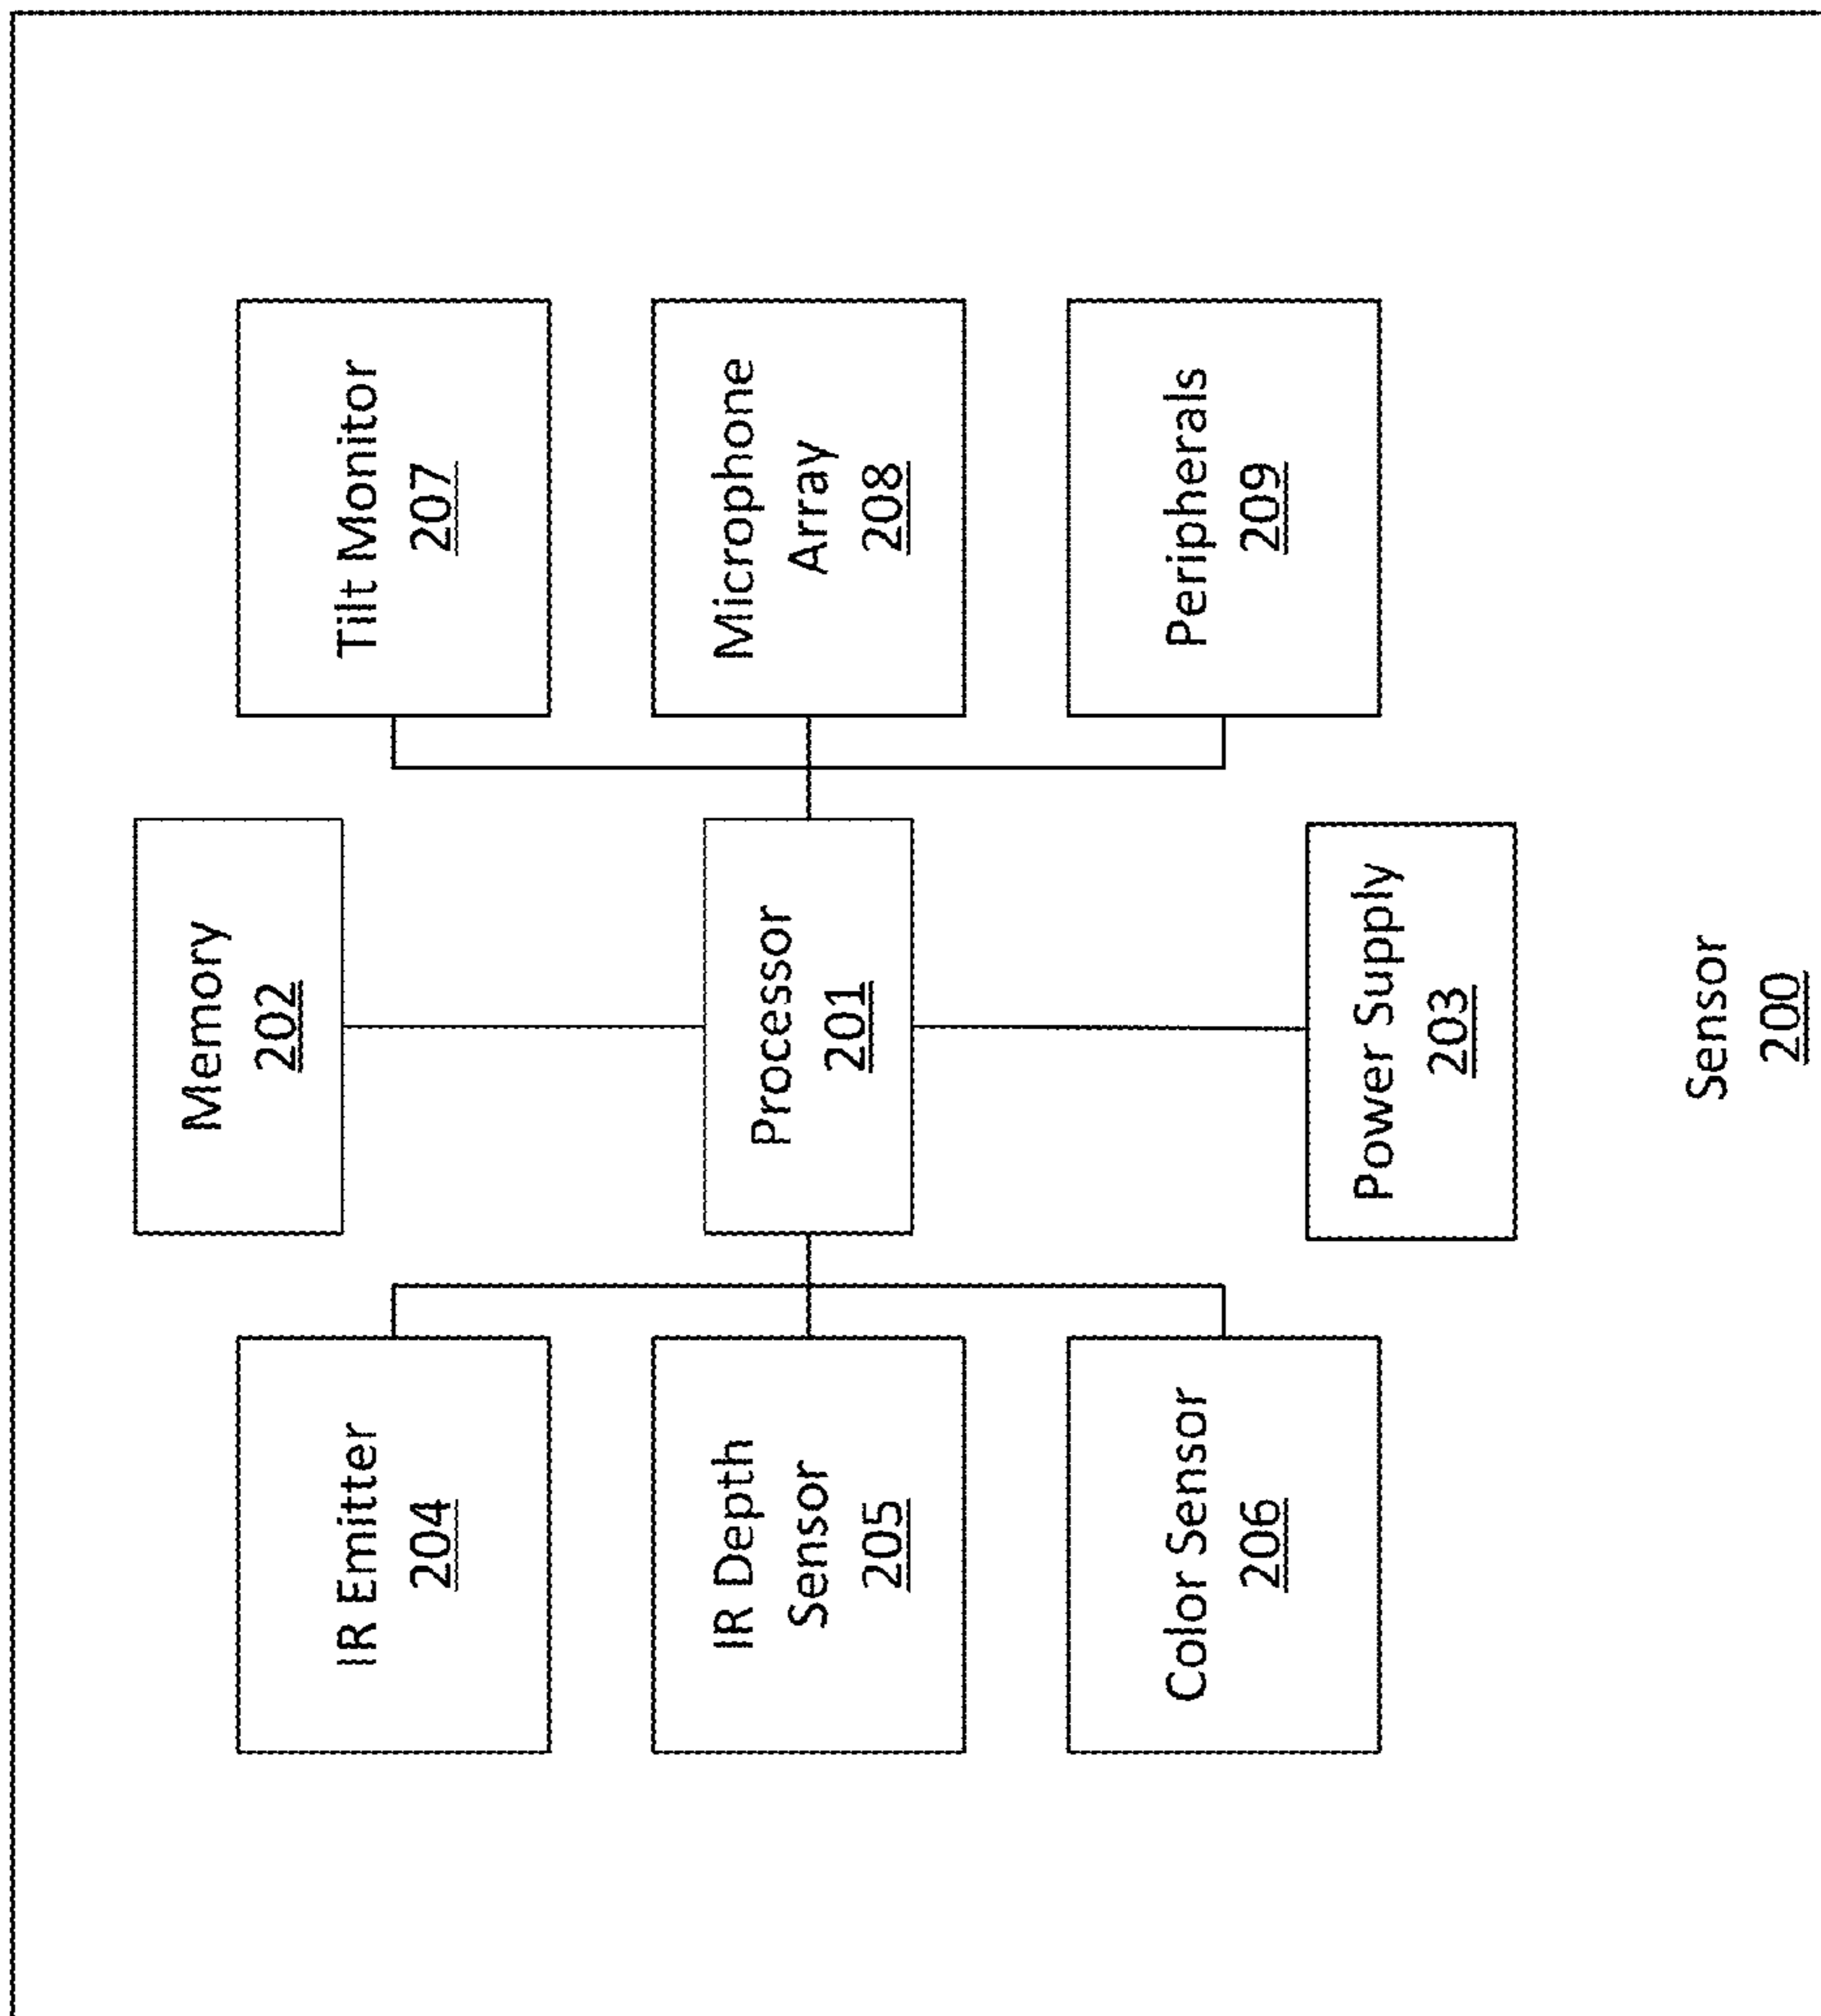 Memory
202
IR Emitter
204
Tilt Monitor
207
IR Depth
Sensor
205
Processor
201
Microphone
Array
208
Color Sensor
206
Peripherals
209
Power Supply
203
Sensor
200